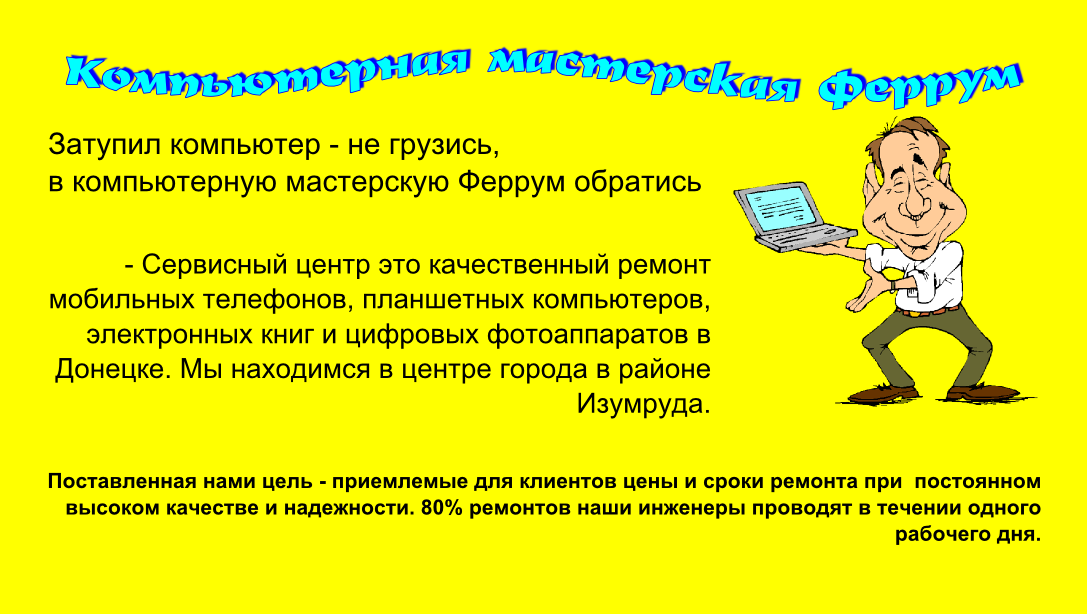 Компьютерная мастерская Феррум
Затупил компьютер - не грузись,
в компьютерную мастерскую Феррум обратись
- Сервисный центр это качественный ремонт
мобильных телефонов, планшетных компьютеров,
электронных книг и цифровых фотоаппаратов в
Донецке. Мы находимся в центре города в районе
Изумруда.
Поставленная нами цель - приемлемые для клиентов цены и сроки ремонта при  постоянном
высоком качестве и надежности. 80% ремонтов наши инженеры проводят в течении одного
рабочего дня.